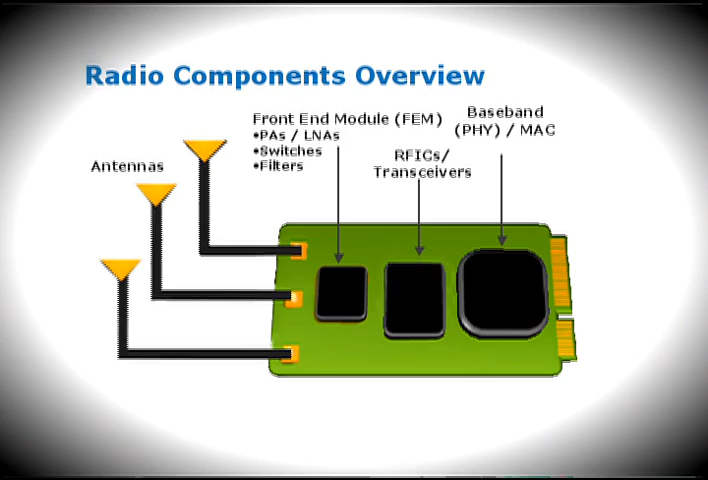 Radio Components Overview
Front End Module (FEM)
•PAs / LNAs
•Switches
•Filters
Baseband
(PHY) / MAC
RFICs/
Transceivers
Antennas